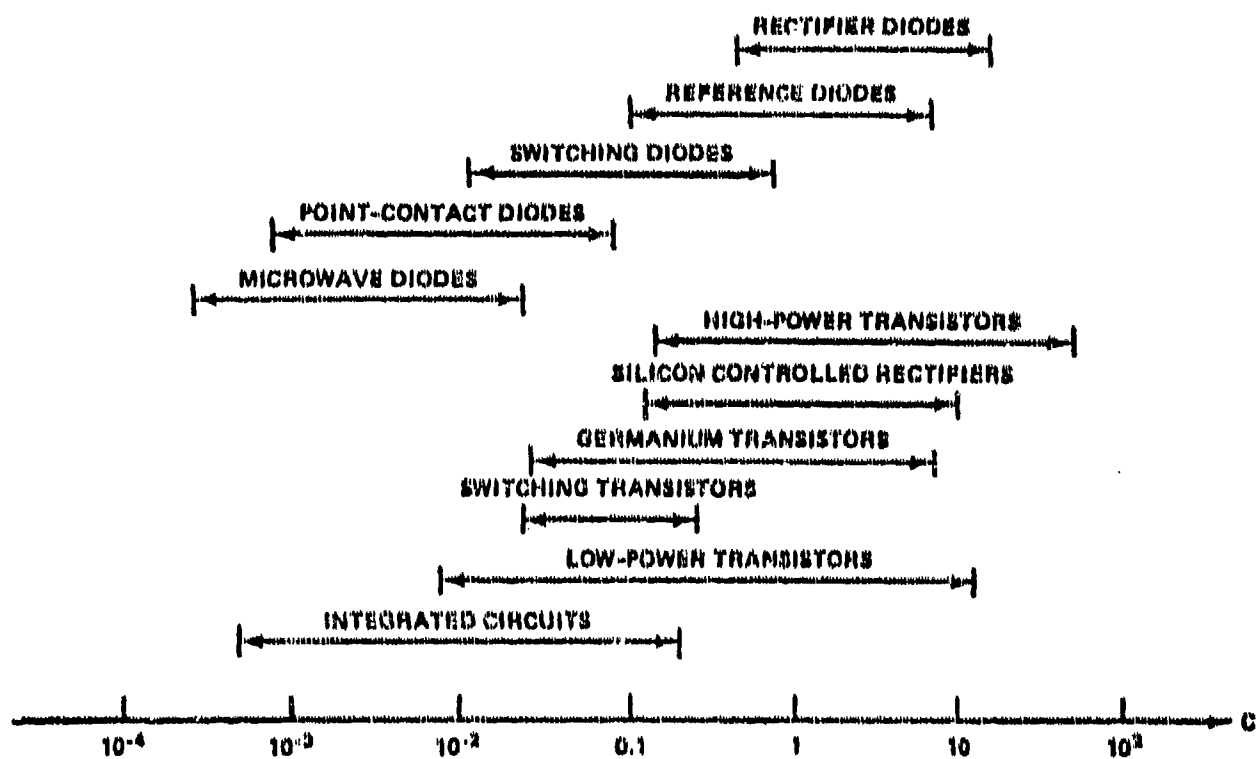 RECTIFIER DIODES
REFERENCE DIODES
SWITCHING DIODES
POINT-CONTACT DIODES
MICROWAVE DIODES
HIGH-POWER TRANSISTORS
SILICON CONTROLLED RECTIFIERS
GERMANIUM TRANSISTORS
SWITCHING TRANSISTORS
LOW-POWER TRANSISTORS
INTEGRATED CIRCUITS
10⁻⁴ 10⁻³ 10⁻² 0.1 1 10 10² C